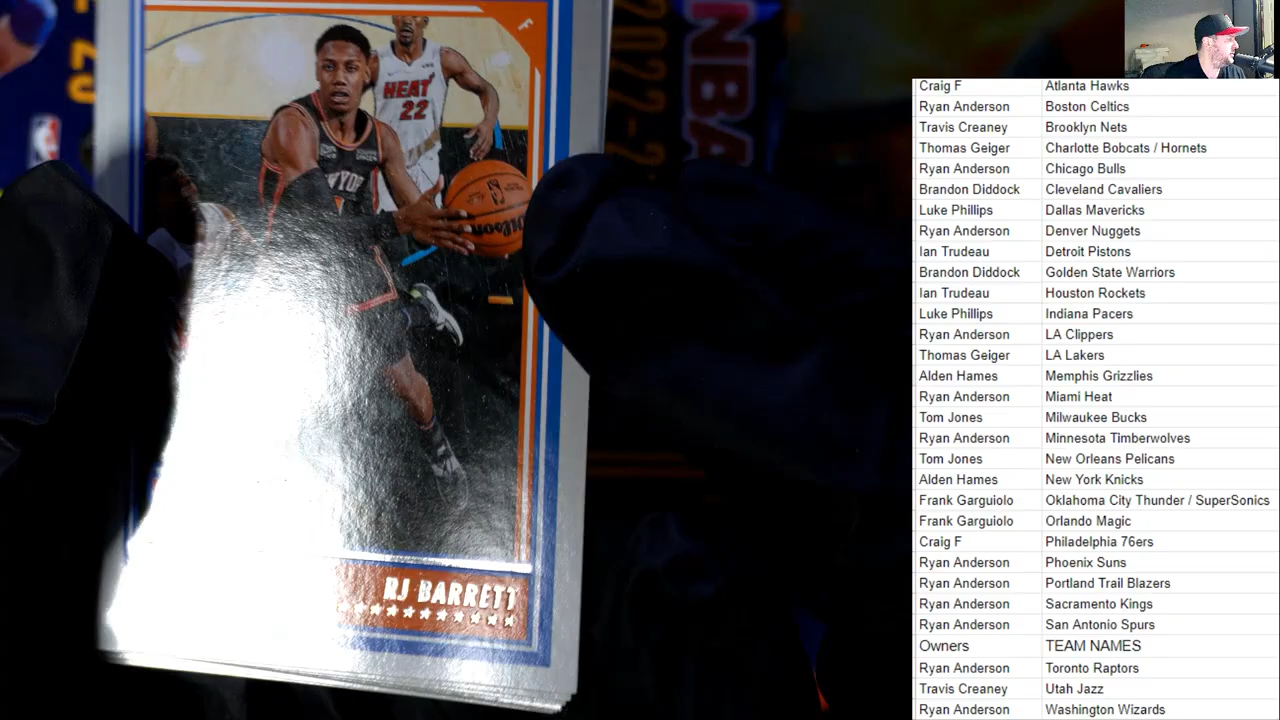 F
HEAT
22
Wilson
RJ BARRETT
2022-2
NBA
Craig F Atlanta Hawks
Ryan Anderson Boston Celtics
Travis Creaney Brooklyn Nets
Thomas Geiger Charlotte Bobcats / Hornets
Ryan Anderson Chicago Bulls
Brandon Diddock Cleveland Cavaliers
Luke Phillips Dallas Mavericks
Ryan Anderson Denver Nuggets
Ian Trudeau Detroit Pistons
Brandon Diddock Golden State Warriors
Ian Trudeau Houston Rockets
Luke Phillips Indiana Pacers
Ryan Anderson LA Clippers
Thomas Geiger LA Lakers
Alden Hames Memphis Grizzlies
Ryan Anderson Miami Heat
Tom Jones Milwaukee Bucks
Ryan Anderson Minnesota Timberwolves
Tom Jones New Orleans Pelicans
Alden Hames New York Knicks
Frank Garguiolo Oklahoma City Thunder / SuperSonics
Frank Garguiolo Orlando Magic
Craig F Philadelphia 76ers
Ryan Anderson Phoenix Suns
Ryan Anderson Portland Trail Blazers
Ryan Anderson Sacramento Kings
Ryan Anderson San Antonio Spurs
Owners TEAM NAMES
Ryan Anderson Toronto Raptors
Travis Creaney Utah Jazz
Ryan Anderson Washington Wizards